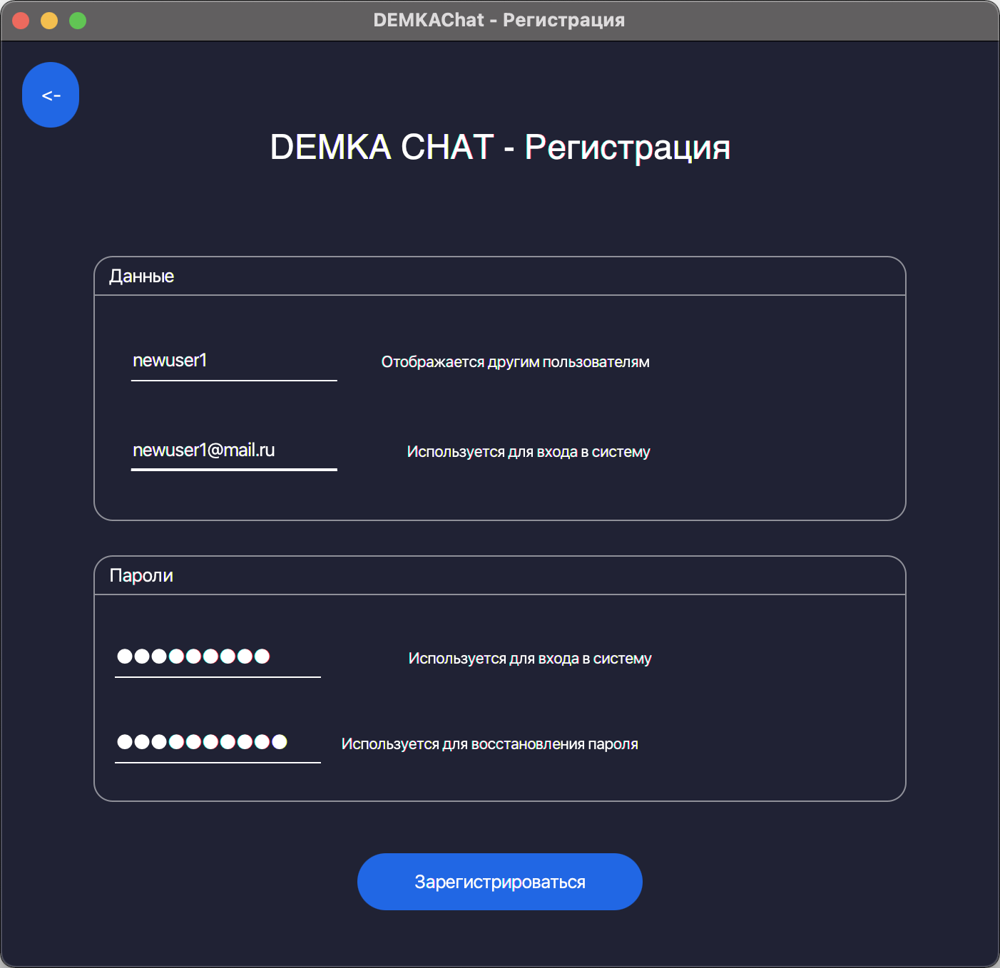 DEMKAChat - Регистрация
<-
DEMKA CHAT - Регистрация
Данные
newuser1
Отображается другим пользователям
newuser1@mail.ru
Используется для входа в систему
Пароли
●●●●●●●●●
Используется для входа в систему
●●●●●●●●●●
Используется для восстановления пароля
Зарегистрироваться